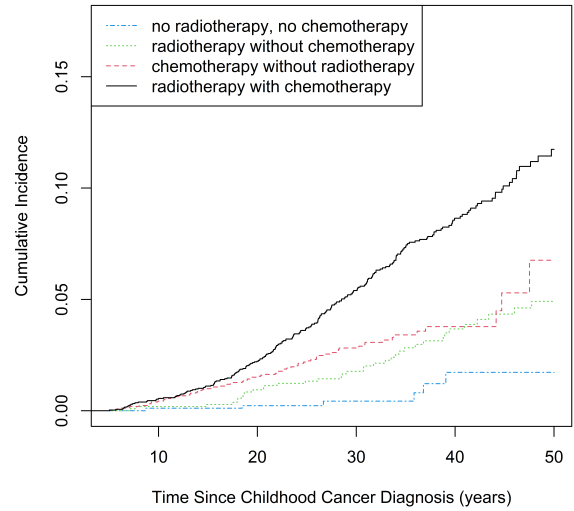 no radiotherapy, no chemotherapy
radiotherapy without chemotherapy
chemotherapy without radiotherapy
radiotherapy with chemotherapy
Cumulative Incidence
0.15
0.10
0.05
0.00
10 20 30 40 50
Time Since Childhood Cancer Diagnosis (years)